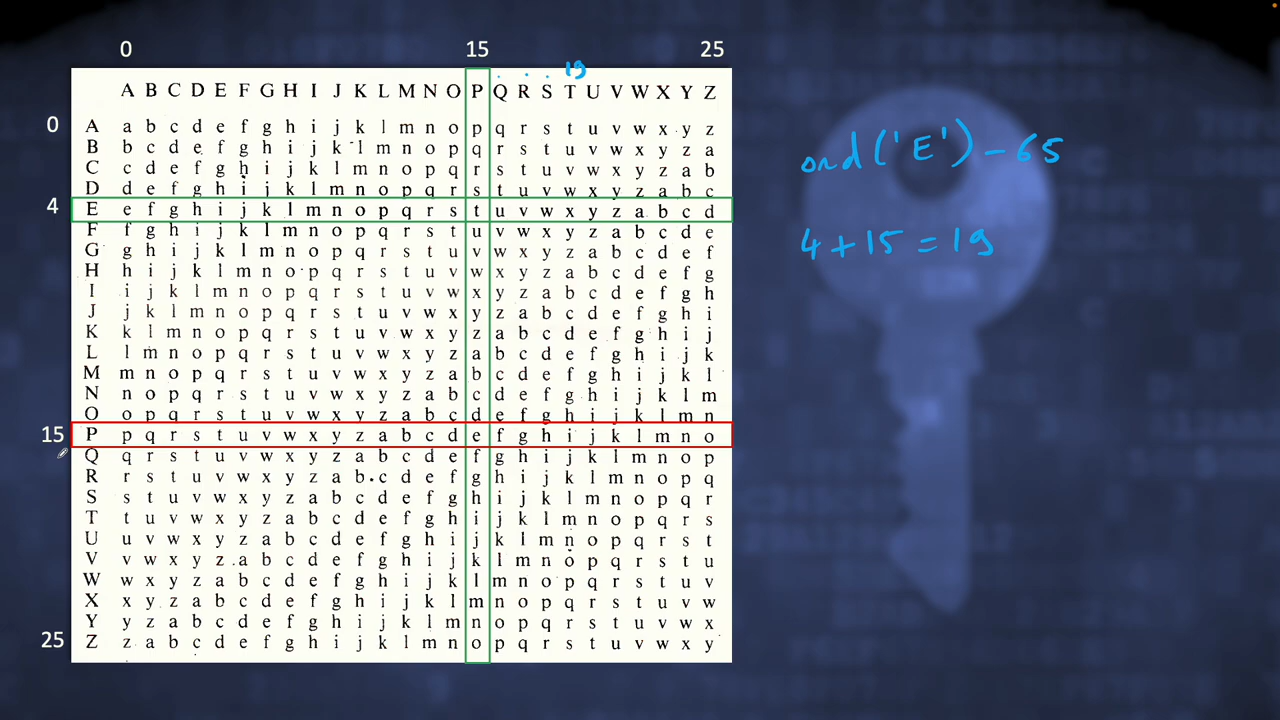 0 15 25
19
A B C D E F G H I J K L M N O P Q R S T U V W X Y Z
0 A a b c d e f g h i j k l m n o p q r s t u v w x y z
B b c d e f g h i j k l m n o p q r s t u v w x y z a
C c d e f g h i j k l m n o p q r s t u v w x y z a b
D d e f g h i j k l m n o p q r s t u v w x y z a b c
4 E e f g h i j k l m n o p q r s t u v w x y z a b c d
F f g h i j k l m n o p q r s t u v w x y z a b c d e
G g h i j k l m n o p q r s t u v w x y z a b c d e f
H h i j k l m n o p q r s t u v w x y z a b c d e f g
I i j k l m n o p q r s t u v w x y z a b c d e f g h
J j k l m n o p q r s t u v w x y z a b c d e f g h i
K k l m n o p q r s t u v w x y z a b c d e f g h i j
L l m n o p q r s t u v w x y z a b c d e f g h i j k
M m n o p q r s t u v w x y z a b c d e f g h i j k l
N n o p q r s t u v w x y z a b c d e f g h i j k l m
O o p q r s t u v w x y z a b c d e f g h i j k l m n
15 P p q r s t u v w x y z a b c d e f g h i j k l m n o
Q q r s t u v w x y z a b c d e f g h i j k l m n o p
R r s t u v w x y z a b c d e f g h i j k l m n o p q
S s t u v w x y z a b c d e f g h i j k l m n o p q r
T t u v w x y z a b c d e f g h i j k l m n o p q r s
U u v w x y z a b c d e f g h i j k l m n o p q r s t
V v w x y z a b c d e f g h i j k l m n o p q r s t u
W w x y z a b c d e f g h i j k l m n o p q r s t u v
X x y z a b c d e f g h i j k l m n o p q r s t u v w
Y y z a b c d e f g h i j k l m n o p q r s t u v w x
25 Z z a b c d e f g h i j k l m n o p q r s t u v w x y
ord('E')-65
4+15=19